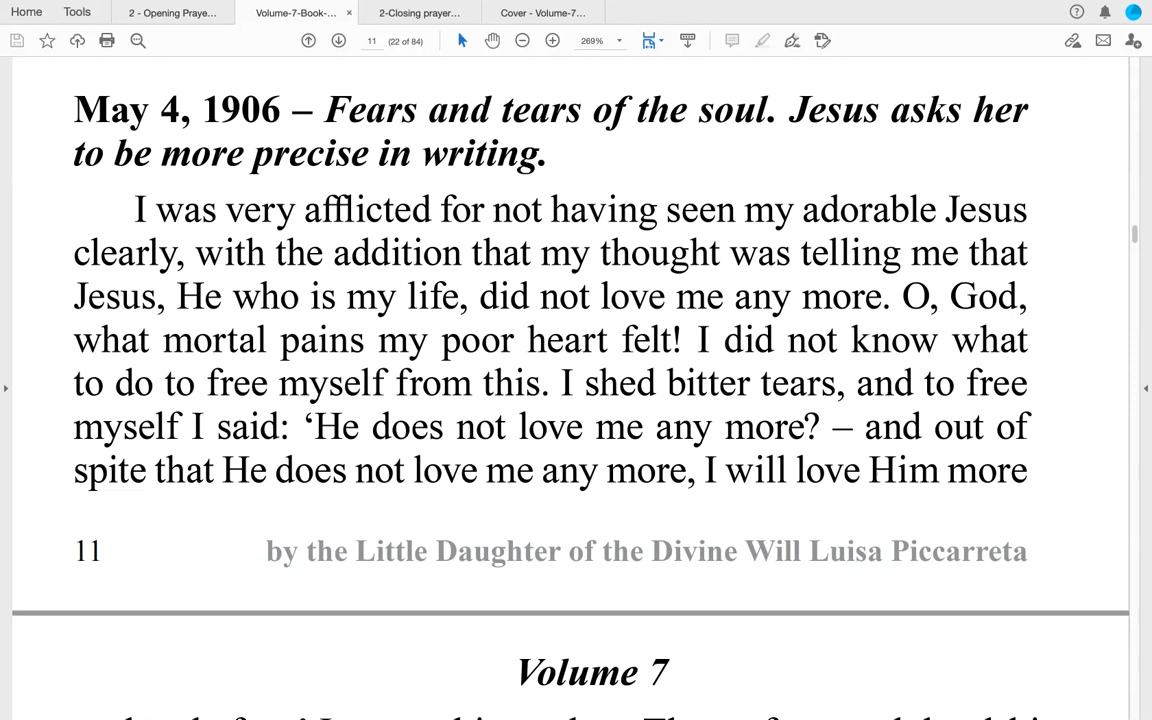 Home Tools 2 - Opening Praye... Volume-7-Book-... × 2-Closing prayer... Cover - Volume-7...
11 (22 of 84) 269%
May 4, 1906 – Fears and tears of the soul. Jesus asks her
to be more precise in writing.
I was very afflicted for not having seen my adorable Jesus
clearly, with the addition that my thought was telling me that
Jesus, He who is my life, did not love me any more. O, God,
what mortal pains my poor heart felt! I did not know what
to do to free myself from this. I shed bitter tears, and to free
myself I said: ‘He does not love me any more? – and out of
spite that He does not love me any more, I will love Him more
11 by the Little Daughter of the Divine Will Luisa Piccarreta
Volume 7